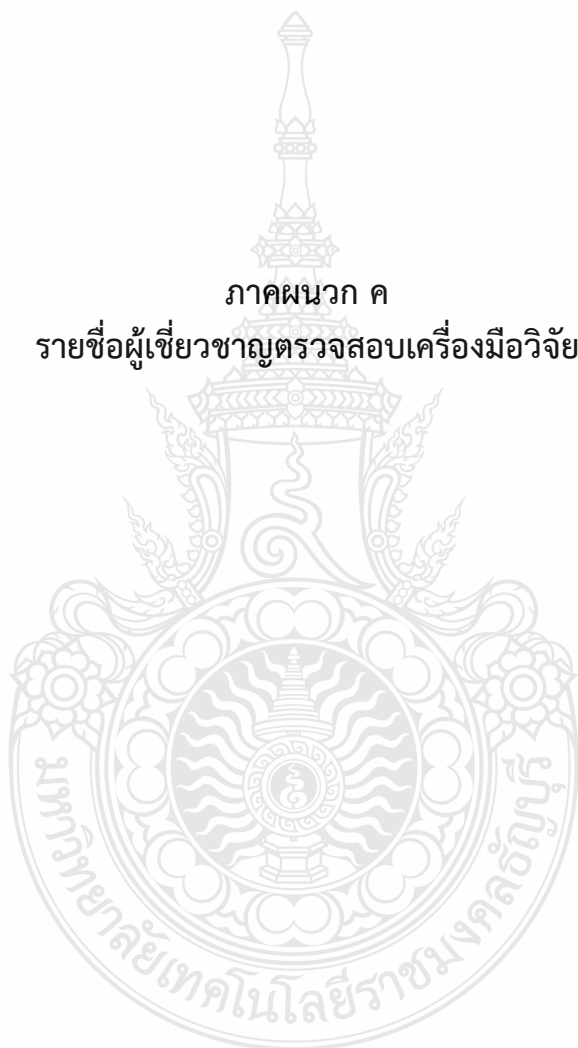 ภาคผนวก ค
รายชื่อผู้เชี่ยวชาญตรวจสอบเครื่องมือวิจัย
มหาวิทยาลัยเทคโนโลยีราชมงคลธัญบุรี